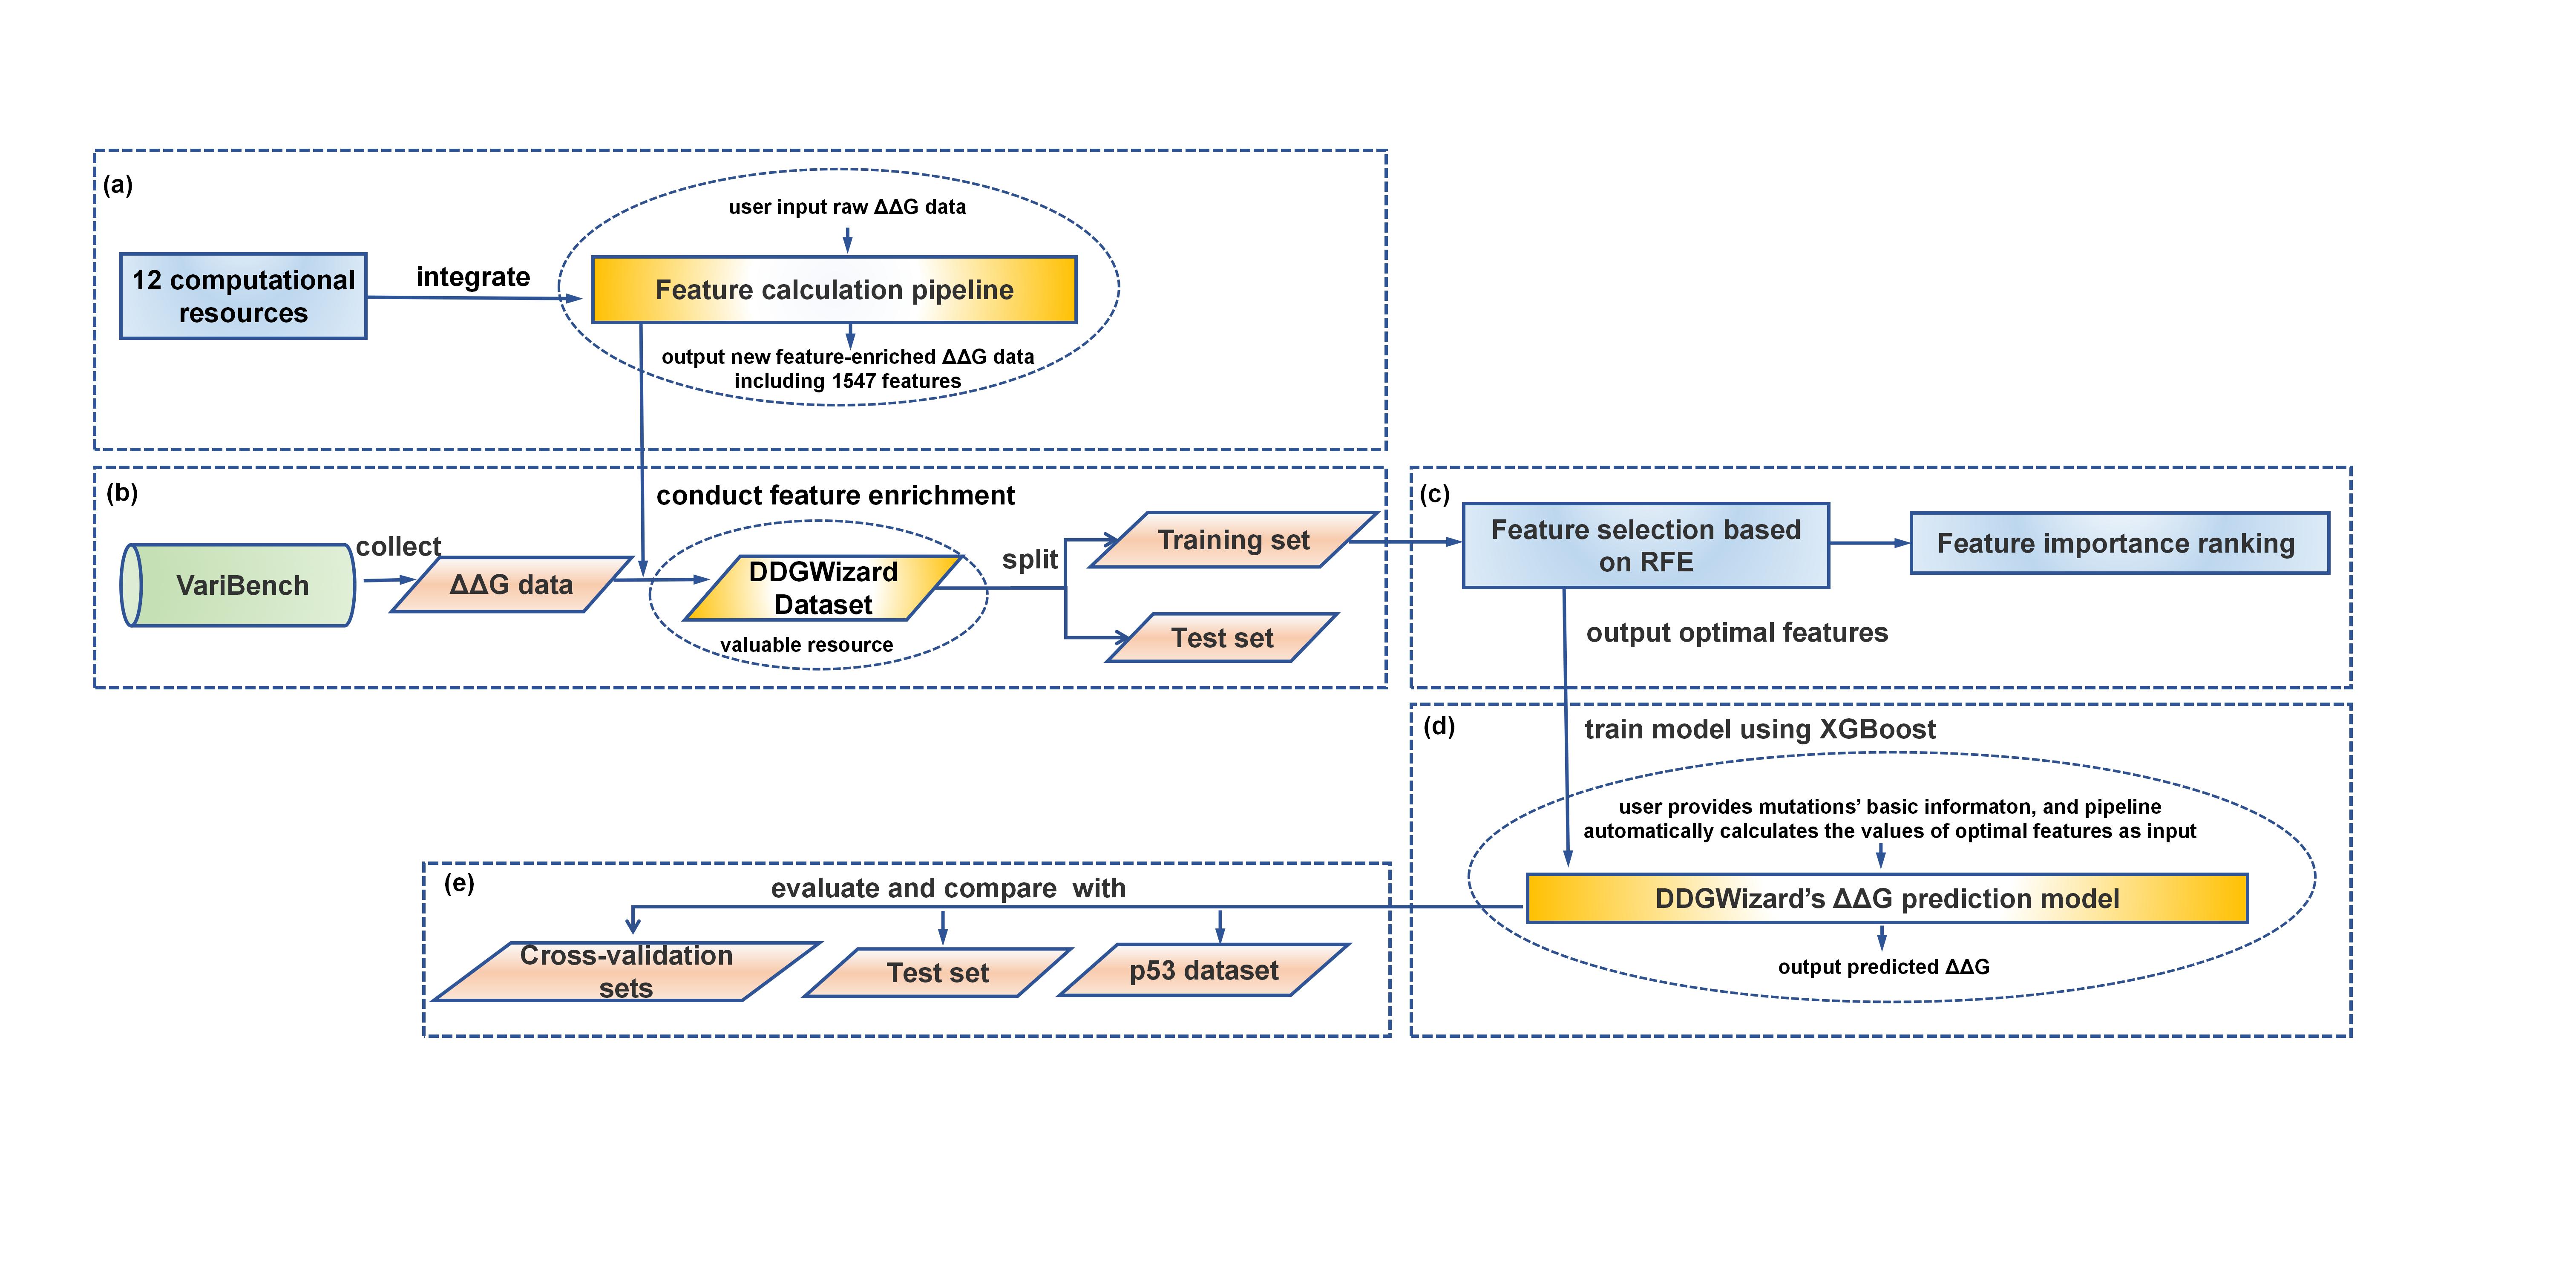 (a)
user input raw ΔΔG data
12 computational
resources
integrate
Feature calculation pipeline
output new feature-enriched ΔΔG data
including 1547 features
(b)
conduct feature enrichment
VariBench
collect
ΔΔG data
DDGWizard
Dataset
valuable resource
split
Training set
Test set
(c)
Feature selection based
on RFE
Feature importance ranking
output optimal features
(d)
train model using XGBoost
user provides mutations’ basic informaton, and pipeline
automatically calculates the values of optimal features as input
DDGWizard’s ΔΔG prediction model
output predicted ΔΔG
(e)
evaluate and compare with
Cross-validation
sets
Test set
p53 dataset